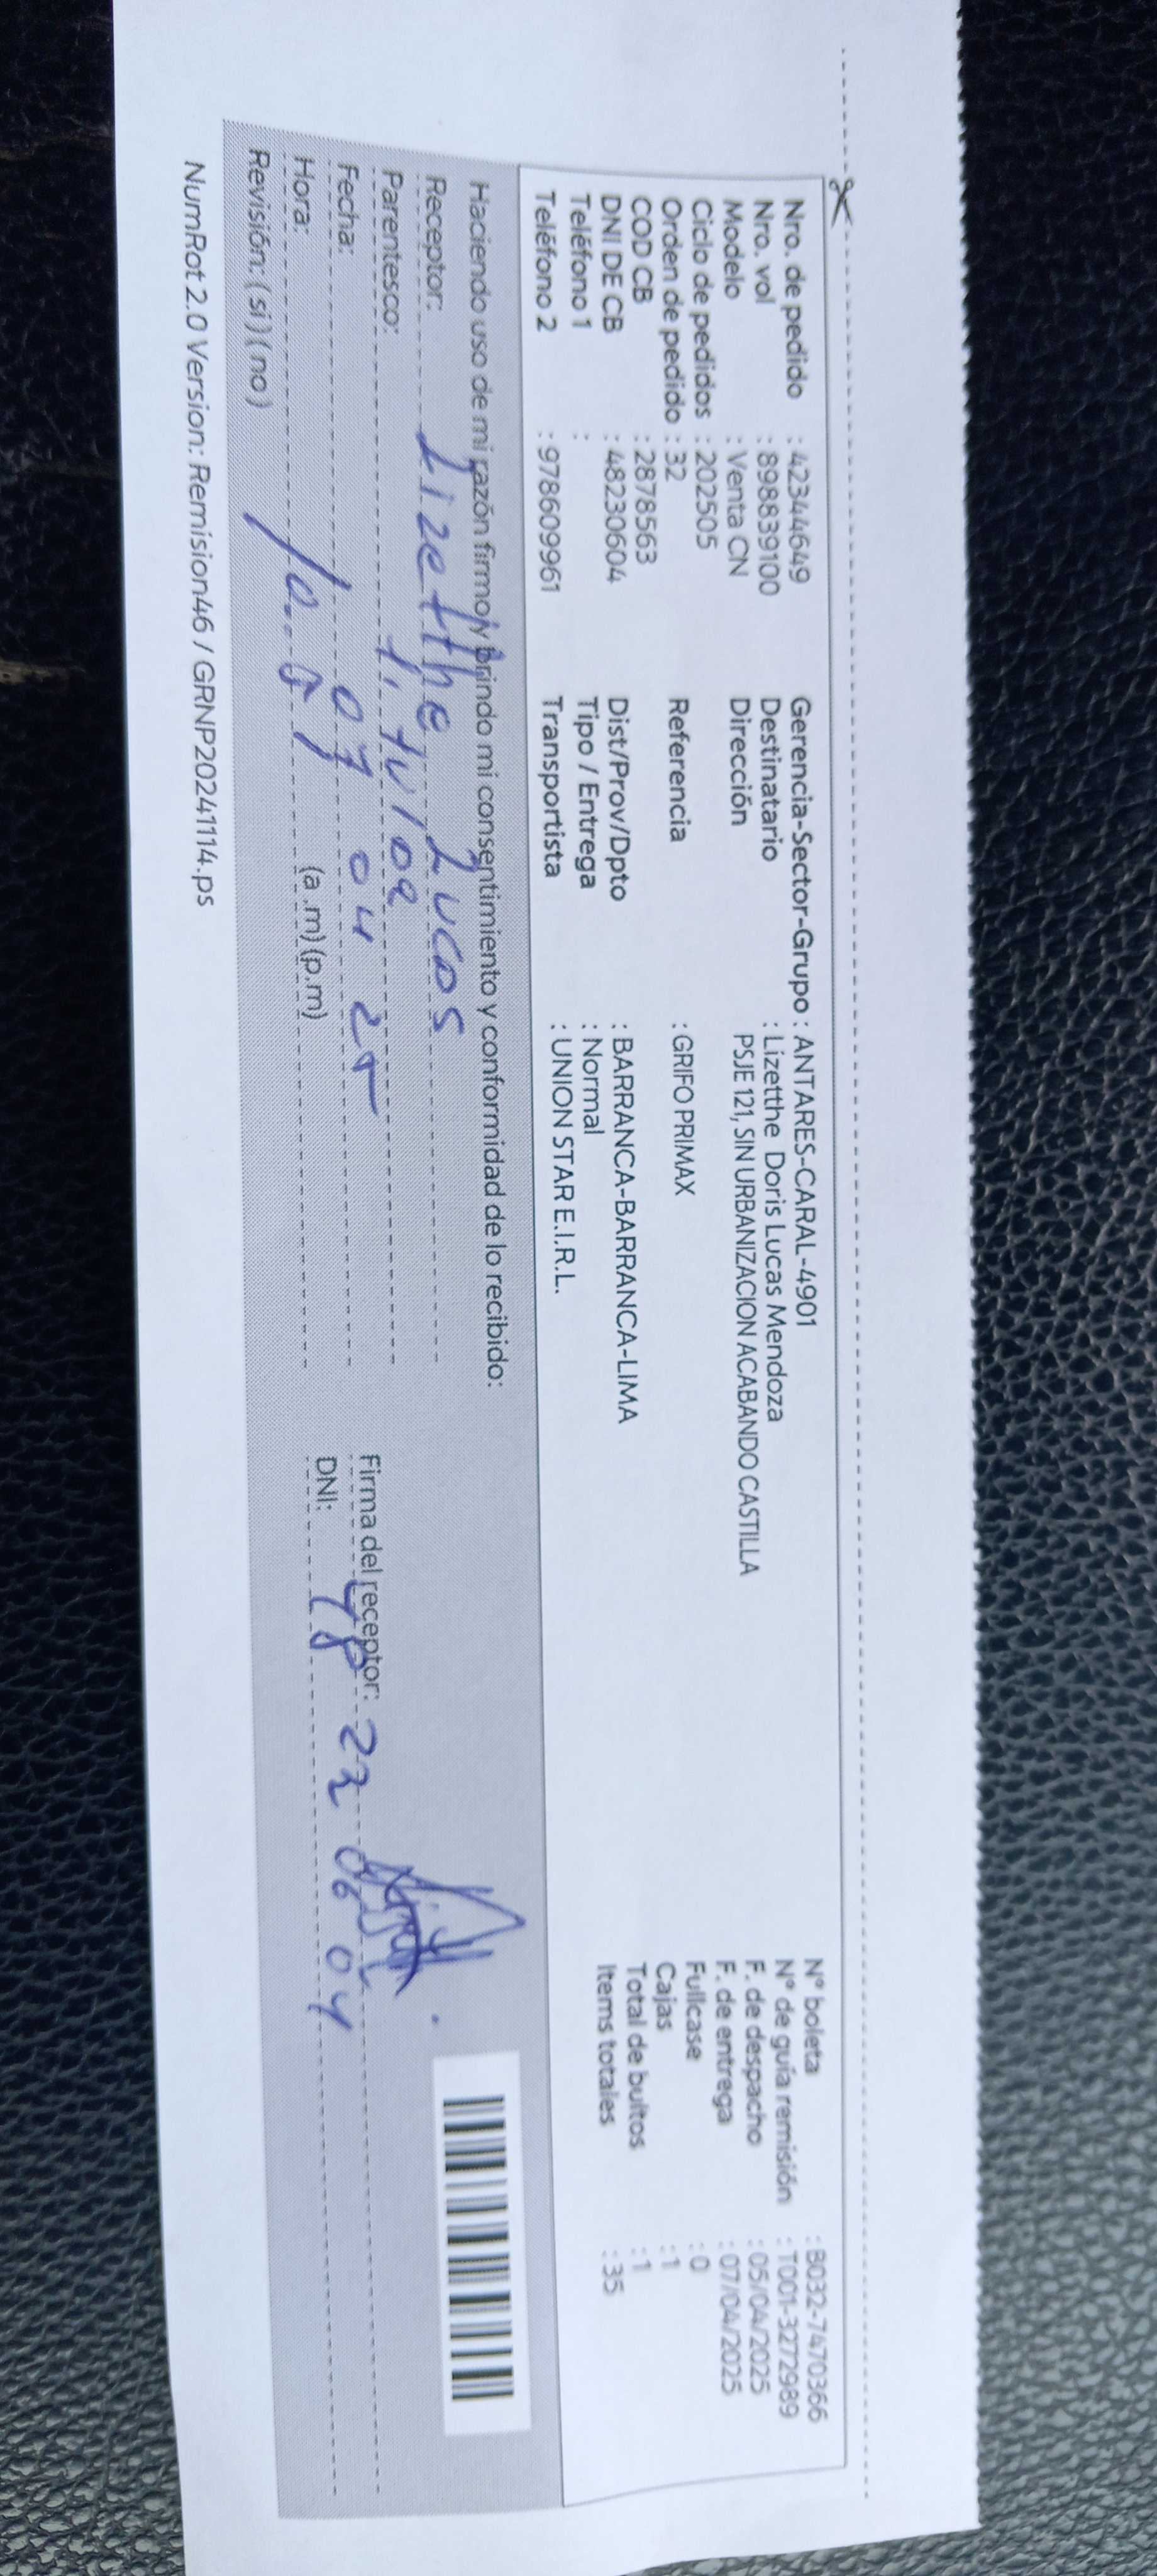 Nro. de pedido : 42344649
Nro. vol : 898839100
Modelo : Venta CN
Ciclo de pedidos : 202505
Orden de pedido : 32
COD CB : 2878563
DNI DE CB : 48230604
Teléfono 1 :
Teléfono 2 : 978609961
Gerencia-Sector-Grupo : ANTARES-CARAL-4901
Destinatario : Lizetthe Doris Lucas Mendoza
Dirección PSJE 121, SIN URBANIZACION ACABANDO CASTILLA
Referencia : GRIFO PRIMAX
Dist/Prov/Dpto : BARRANCA-BARRANCA-LIMA
Tipo / Entrega : Normal
Transportista : UNION STAR E.I.R.L.
N° boleta : B032-7470366
N° de guía remisión : T001-3272989
F. de despacho : 05/04/2025
F. de entrega : 07/04/2025
Fullcase : 0
Cajas : 1
Total de bultos : 1
Items totales : 35
Haciendo uso de mi razón firmo y brindo mi consentimiento y conformidad de lo recibido:
Receptor: Lizetthe Lucas
Parentesco: Titular
Fecha: 07 04 25
Hora: (a.m) (p.m)
Revisión: (si) (no)
Firma del receptor:
DNI: 48 23 06 04
NumRot 2.0 Version: Remision46 / GRNP20241114.ps